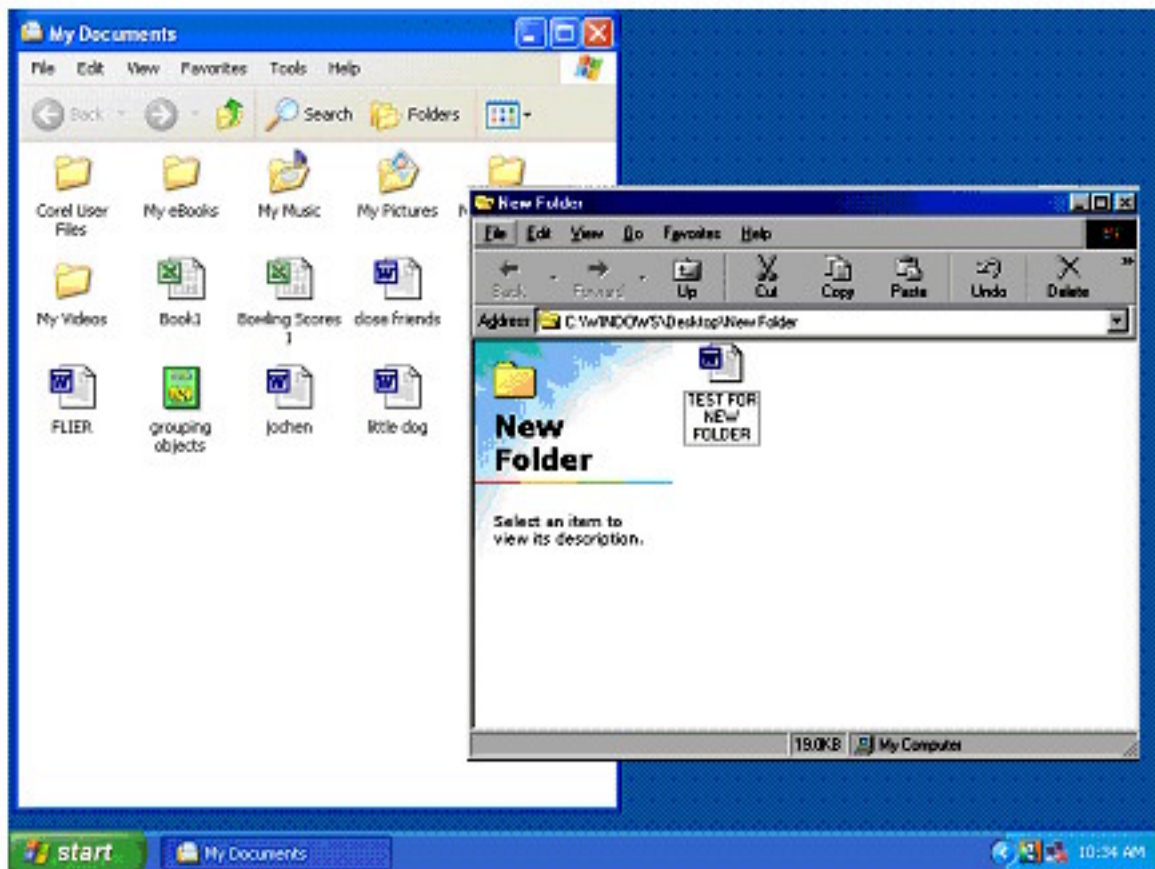 My Documents
File Edit View Favorites Tools Help
Back Search Folders
Corel User
Files
My eBooks
My Music
My Pictures
My Videos
Book1
Bowling Scores
1
close friends
FLIER
grouping
objects
jochen
little dog
New Folder
File Edit View Go Favorites Help
Back Forward Up Cut Copy Paste Undo Delete »
Address C:\WINDOWS\Desktop\New Folder
New
Folder
Select an item to
view its description.
TEST FOR
NEW
FOLDER
19.0KB My Computer
start My Documents 10:34 AM